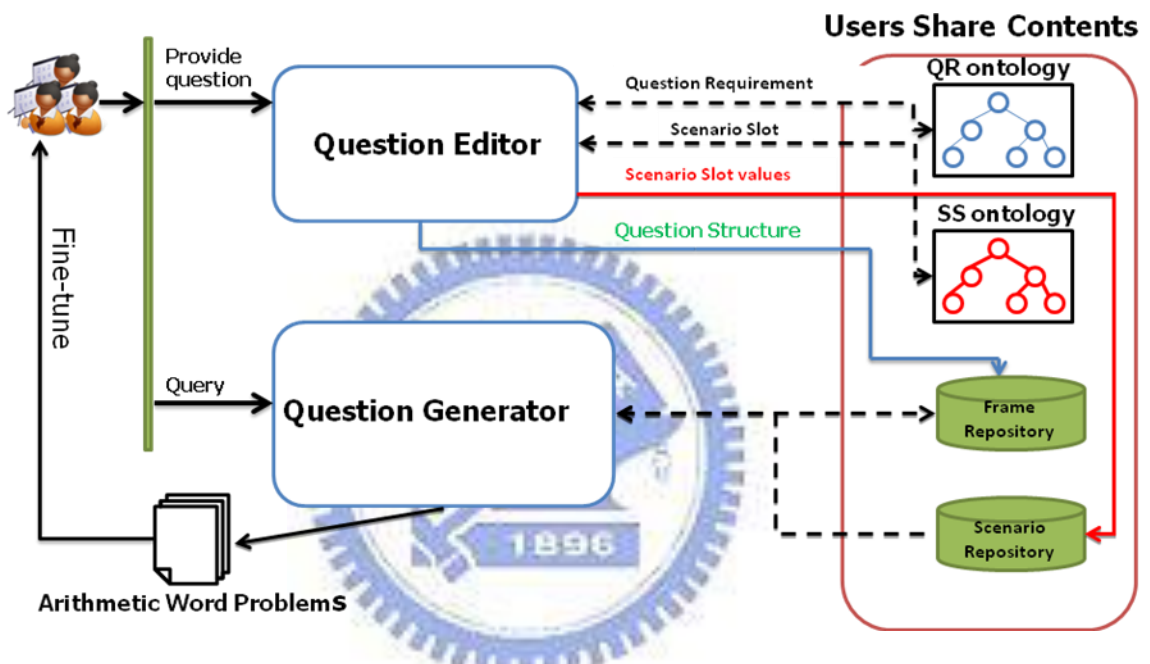 Users Share Contents
Provide
question
Question Editor
Question Requirement
Scenario Slot
Scenario Slot values
Question Structure
QR ontology
SS ontology
Fine-tune
Query
Question Generator
Frame
Repository
Scenario
Repository
1896
Arithmetic Word Problems